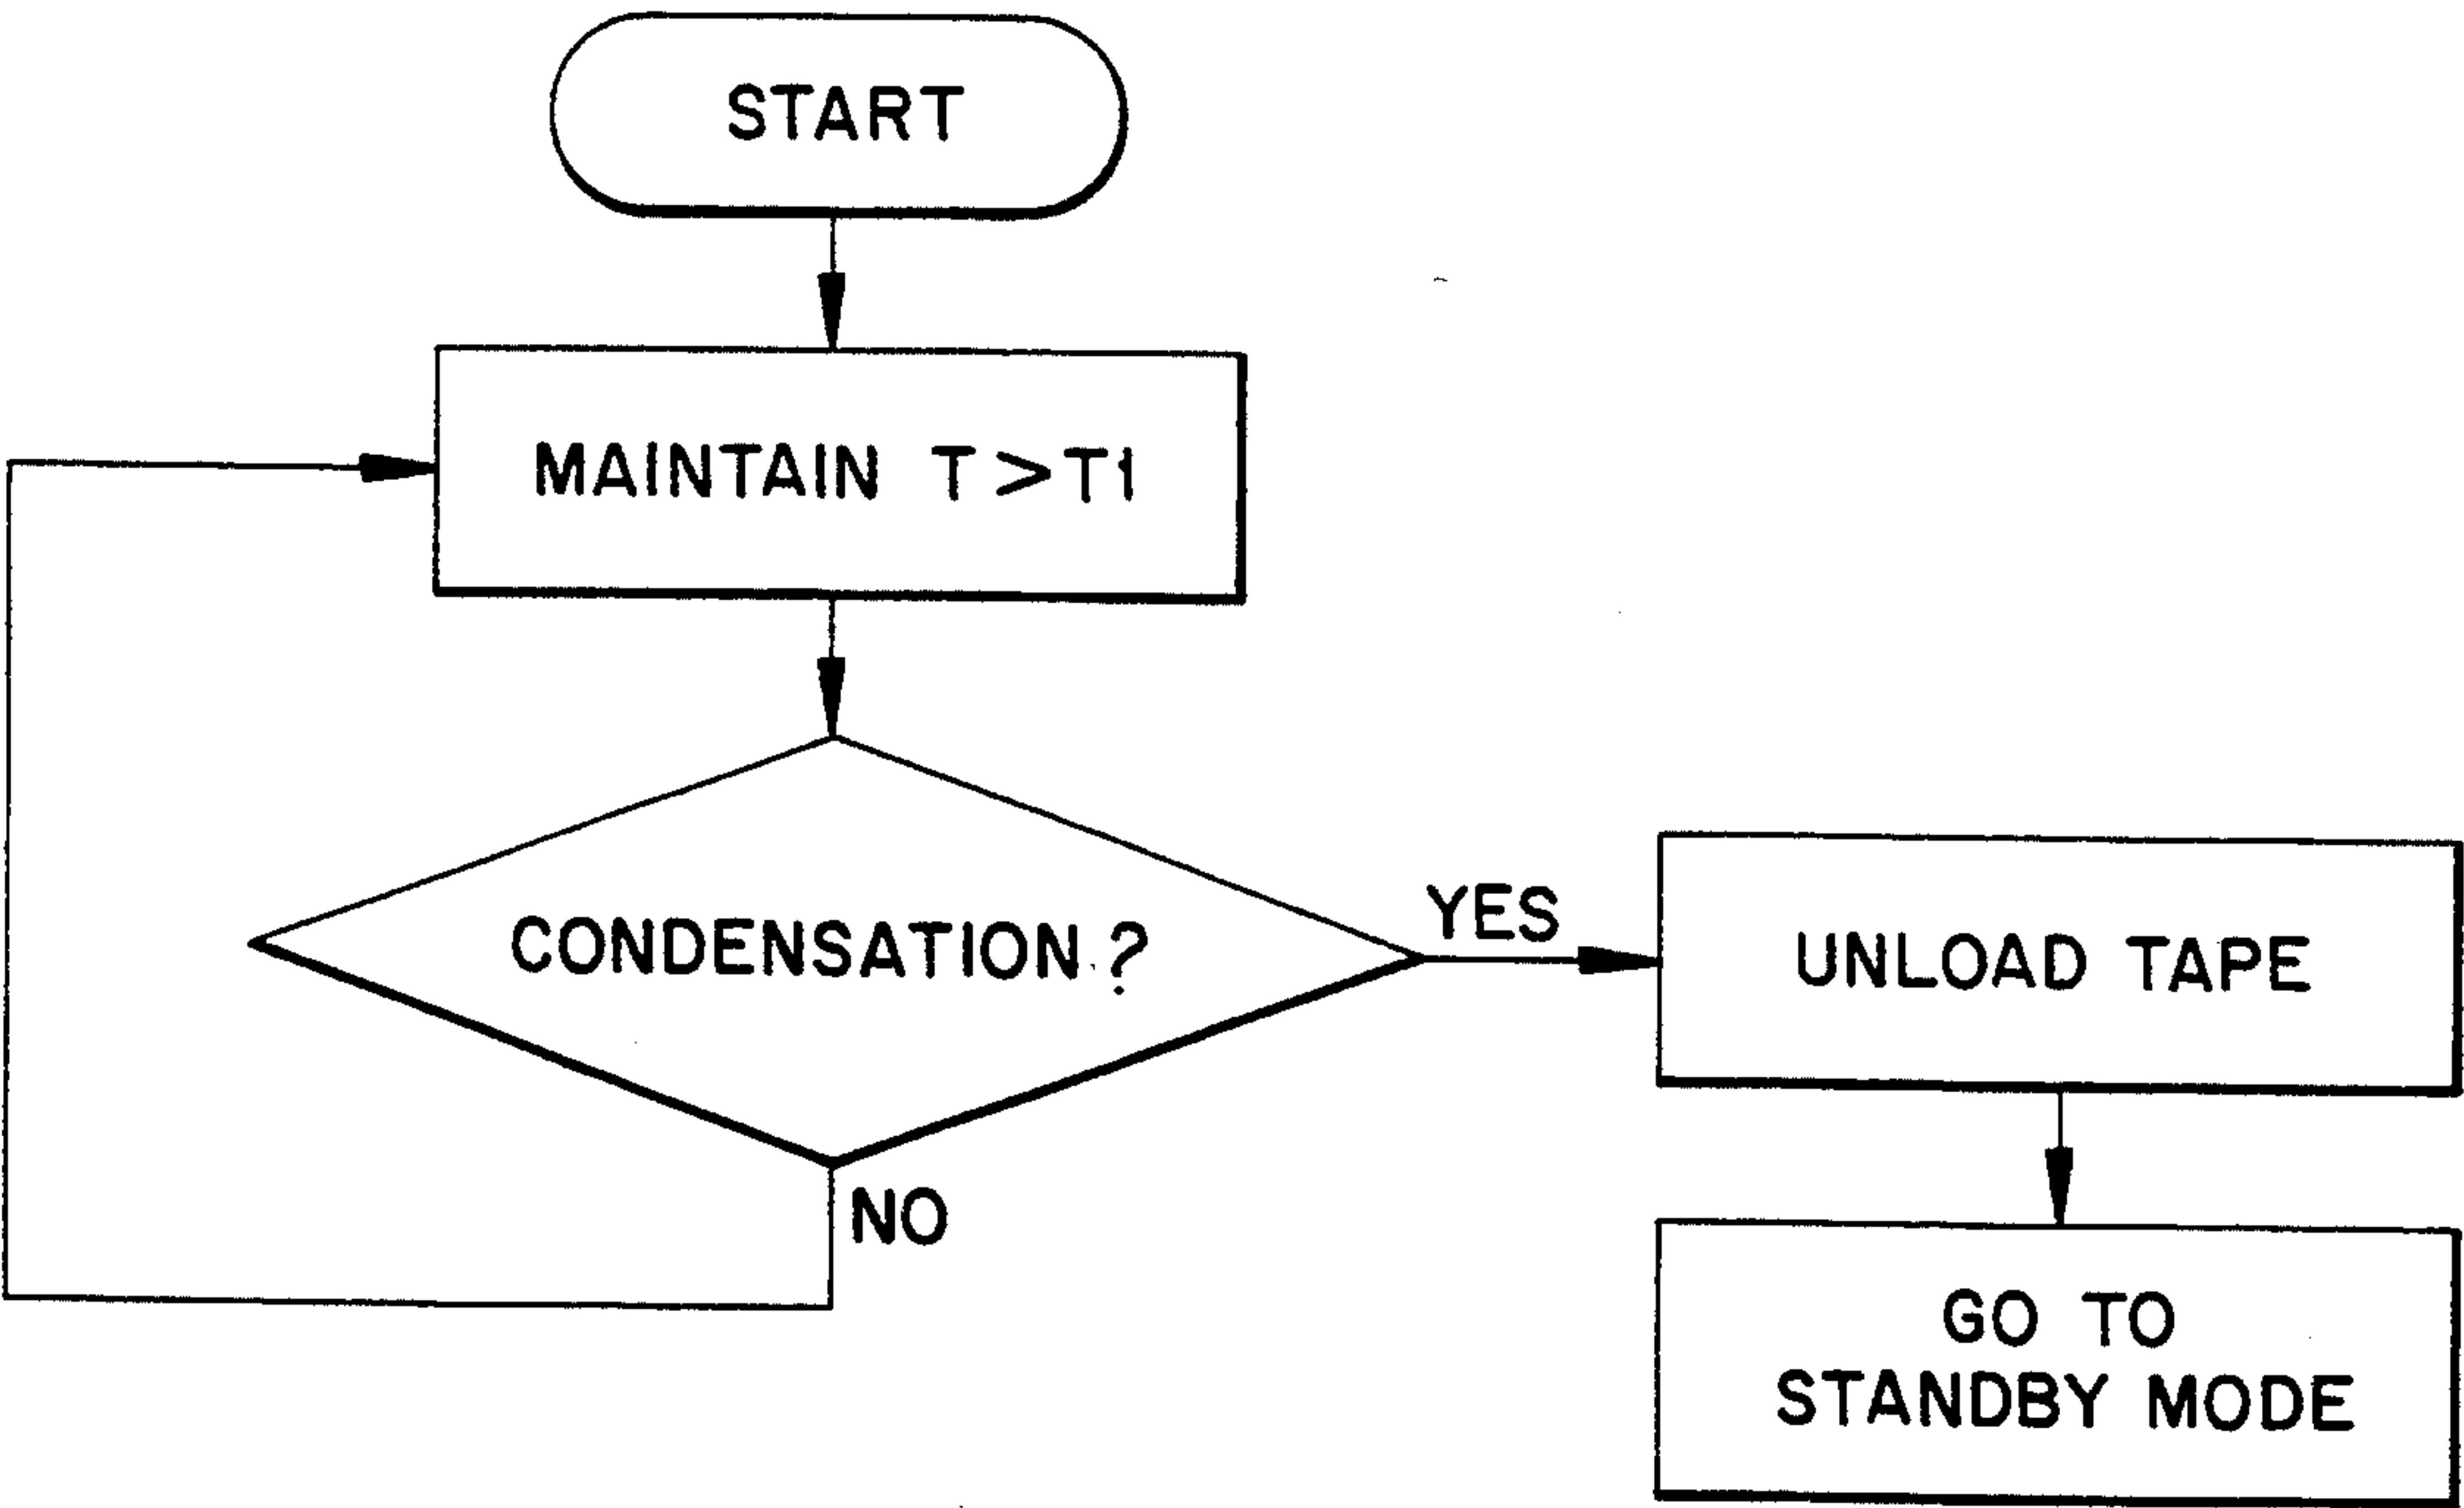 START
MAINTAIN T>T1
CONDENSATION ?
YES
UNLOAD TAPE
NO
GO TO
STANDBY MODE